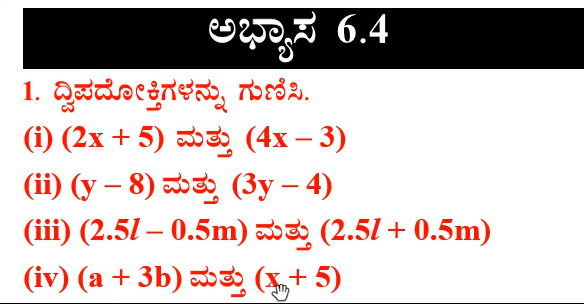 ಅಭ್ಯಾಸ 6.4
1. ದ್ವಿಪದೋಕ್ತಿಗಳನ್ನು ಗುಣಿಸಿ.
(i) (2x + 5) ಮತ್ತು (4x – 3)
(ii) (y – 8) ಮತ್ತು (3y – 4)
(iii) (2.5l – 0.5m) ಮತ್ತು (2.5l + 0.5m)
(iv) (a + 3b) ಮತ್ತು (x + 5)